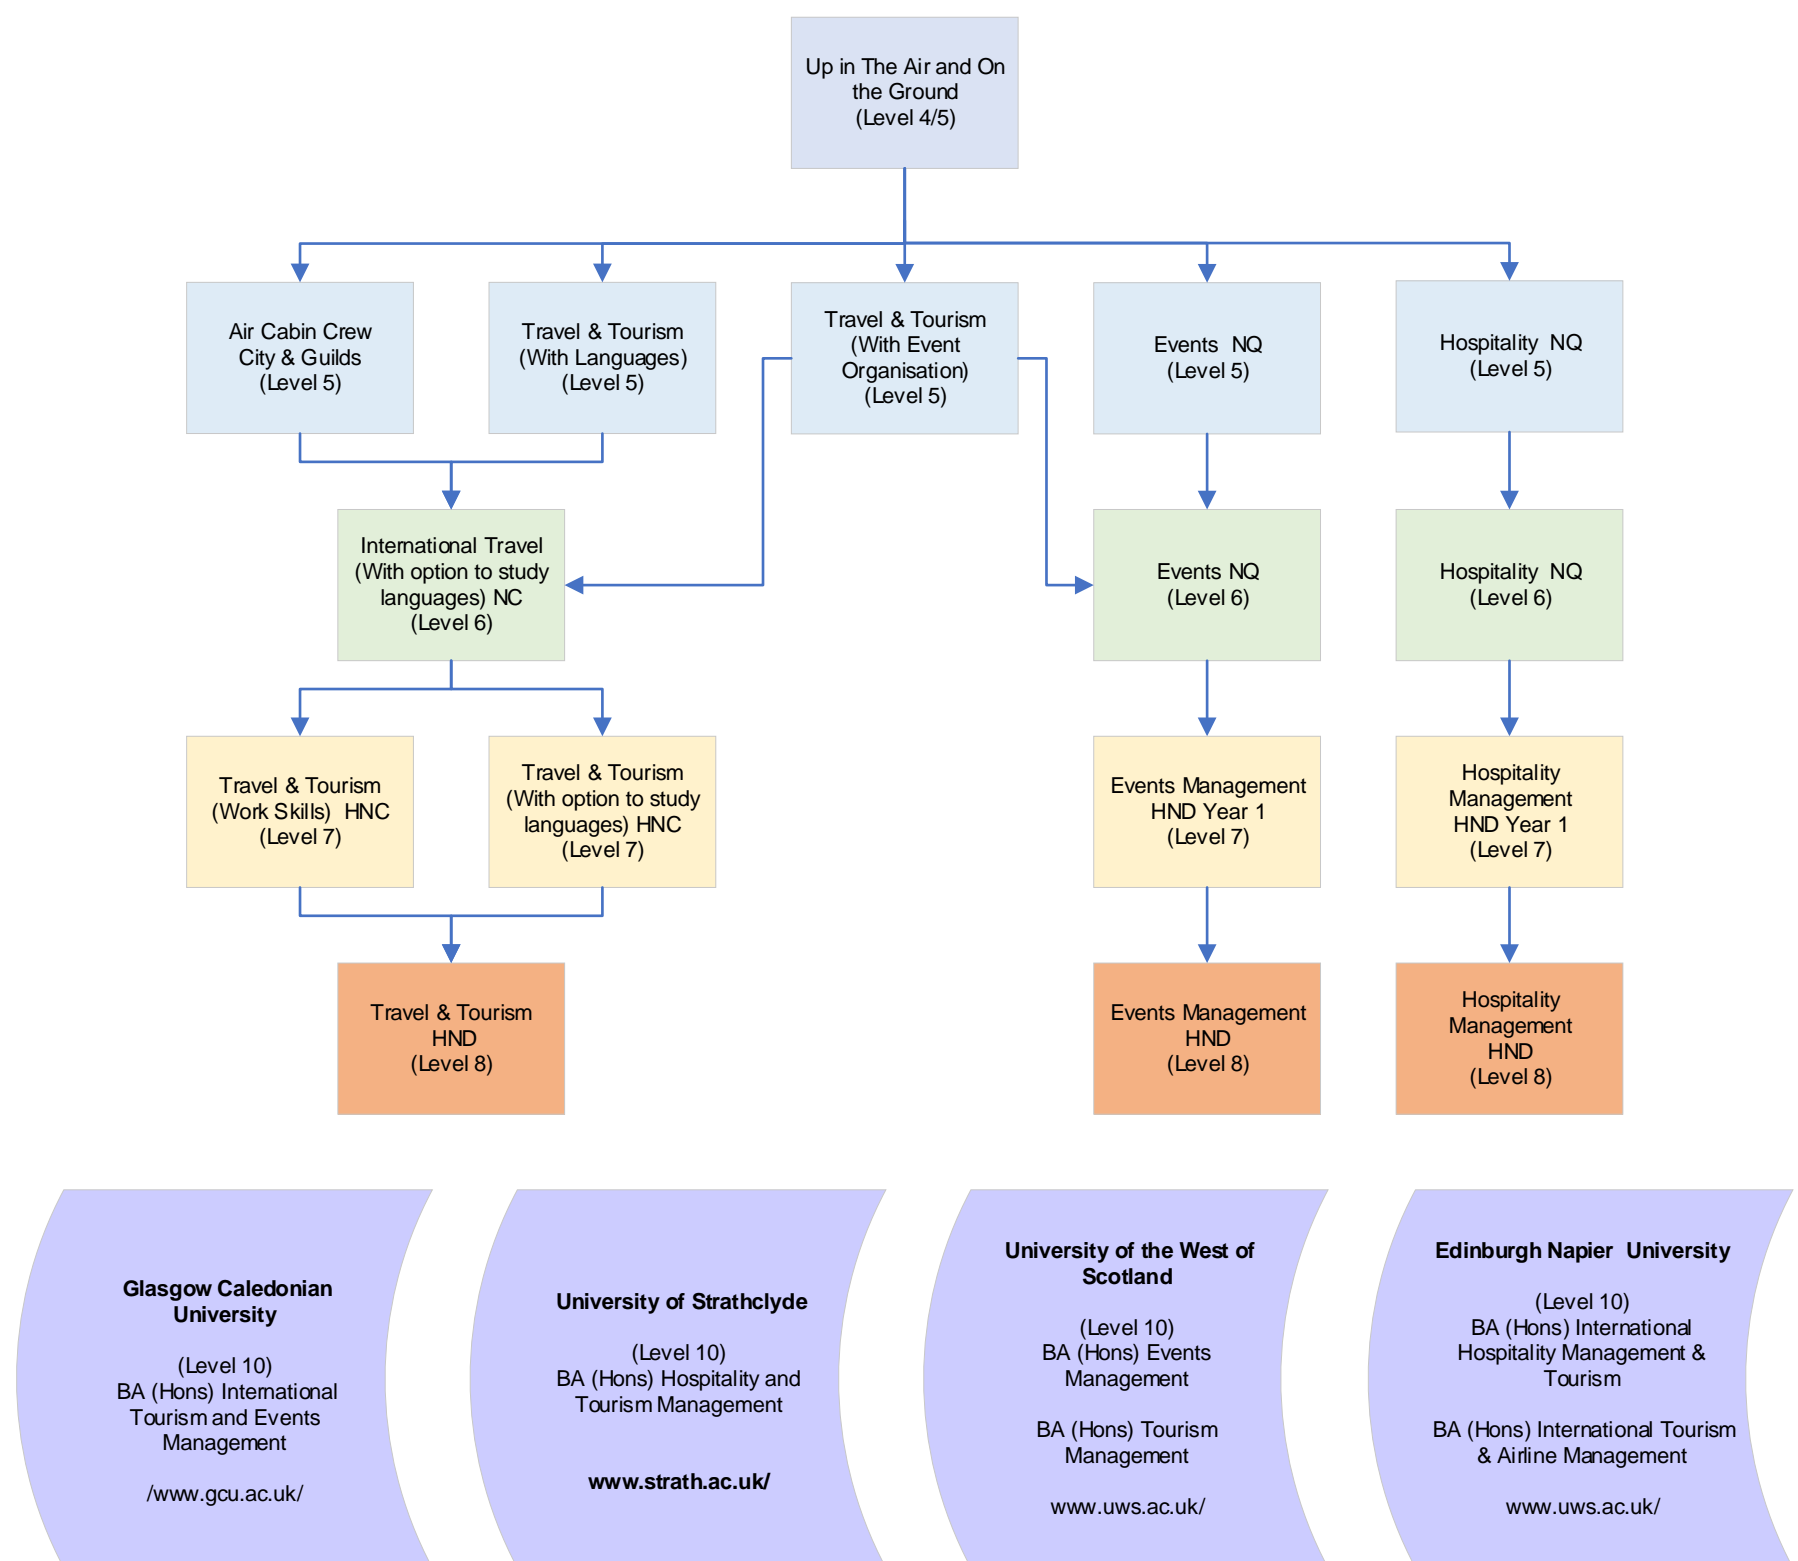 Up in The Air and On
the Ground
(Level 4/5)
Air Cabin Crew
City & Guilds
(Level 5)
Travel & Tourism
(With Languages)
(Level 5)
Travel & Tourism
(With Event
Organisation)
(Level 5)
Events NQ
(Level 5)
Hospitality NQ
(Level 5)
International Travel
(With option to study
languages) NC
(Level 6)
Events NQ
(Level 6)
Hospitality NQ
(Level 6)
Travel & Tourism
(Work Skills) HNC
(Level 7)
Travel & Tourism
(With option to study
languages) HNC
(Level 7)
Events Management
HND Year 1
(Level 7)
Hospitality
Management
HND Year 1
(Level 7)
Travel & Tourism
HND
(Level 8)
Events Management
HND
(Level 8)
Hospitality
Management
HND
(Level 8)
Glasgow Caledonian
University
(Level 10)
BA (Hons) International
Tourism and Events
Management
/www.gcu.ac.uk/
University of Strathclyde
(Level 10)
BA (Hons) Hospitality and
Tourism Management
www.strath.ac.uk/
University of the West of
Scotland
(Level 10)
BA (Hons) Events
Management
BA (Hons) Tourism
Management
www.uws.ac.uk/
Edinburgh Napier University
(Level 10)
BA (Hons) International
Hospitality Management &
Tourism
BA (Hons) International Tourism
& Airline Management
www.uws.ac.uk/